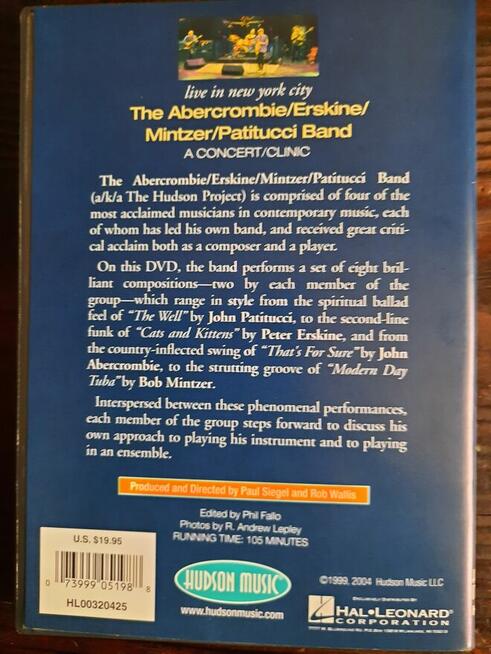 live in new york city
The Abercrombie/Erskine/
Mintzer/Patitucci Band
A CONCERT/CLINIC
The Abercrombie/Erskine/Mintzer/Patitucci Band
(a/k/a The Hudson Project) is comprised of four of the
most acclaimed musicians in contemporary music, each
of whom has led his own band, and received great criti-
cal acclaim both as a composer and a player.
On this DVD, the band performs a set of eight bril-
liant compositions—two by each member of the
group—which range in style from the spiritual ballad
feel of "The Well" by John Patitucci, to the second-line
funk of "Cats and Kittens" by Peter Erskine, and from
the country-inflected swing of "That's For Sure" by John
Abercrombie, to the strutting groove of "Modern Day
Tuba" by Bob Mintzer.
Interspersed between these phenomenal performances,
each member of the group steps forward to discuss his
own approach to playing his instrument and to playing
in an ensemble.
Produced and Directed by Paul Siegel and Rob Wallis
Edited by Phil Fallo
Photos by R. Andrew Lepley
RUNNING TIME: 105 MINUTES
U.S. $19.95
0 73999 05198 8
HL00320425
HUDSON MUSIC
www.hudsonmusic.com
©1999, 2004 Hudson Music LLC
EXCLUSIVELY DISTRIBUTED BY
HAL•LEONARD
CORPORATION